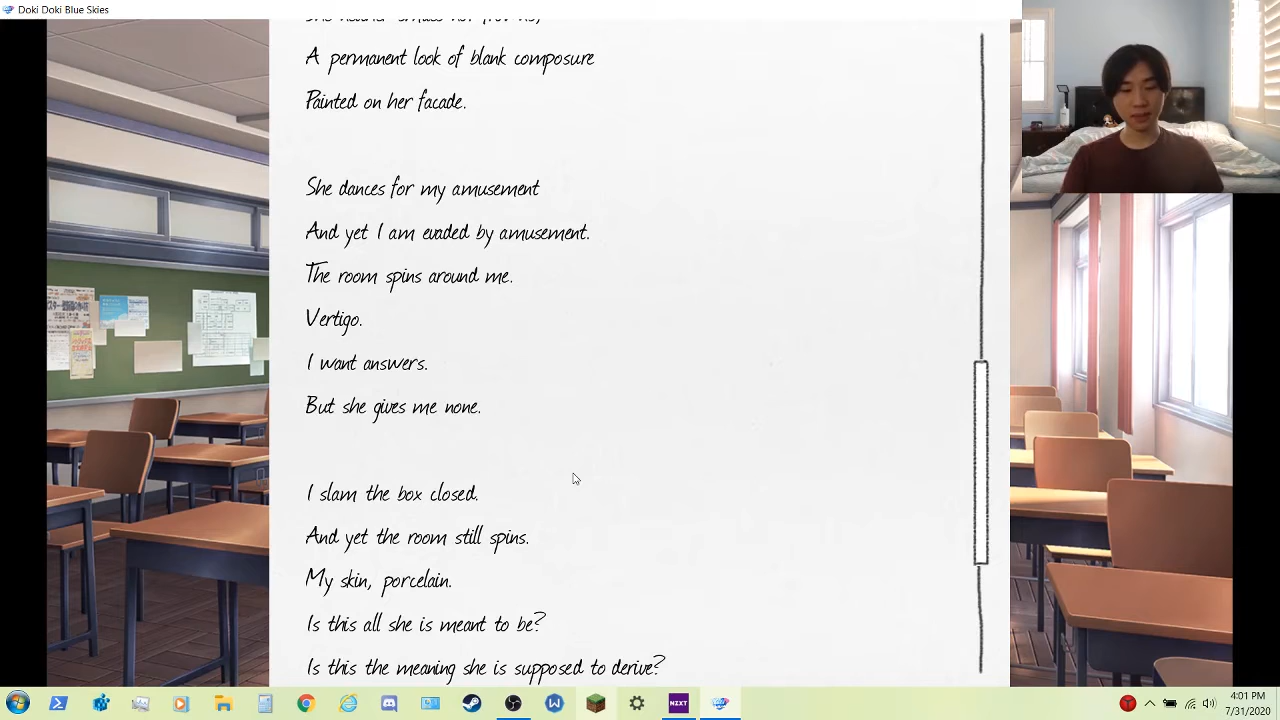 Doki Doki Blue Skies
A permanent look of blank composure
Painted on her facade.
She dances for my amusement
And yet I am evaded by amusement.
The room spins around me.
Vertigo.
I want answers.
But she gives me none.
I slam the box closed.
And yet the room still spins.
My skin, porcelain.
Is this all she is meant to be?
Is this the meaning she is supposed to derive?
NZXT
4:01 PM
7/31/2020